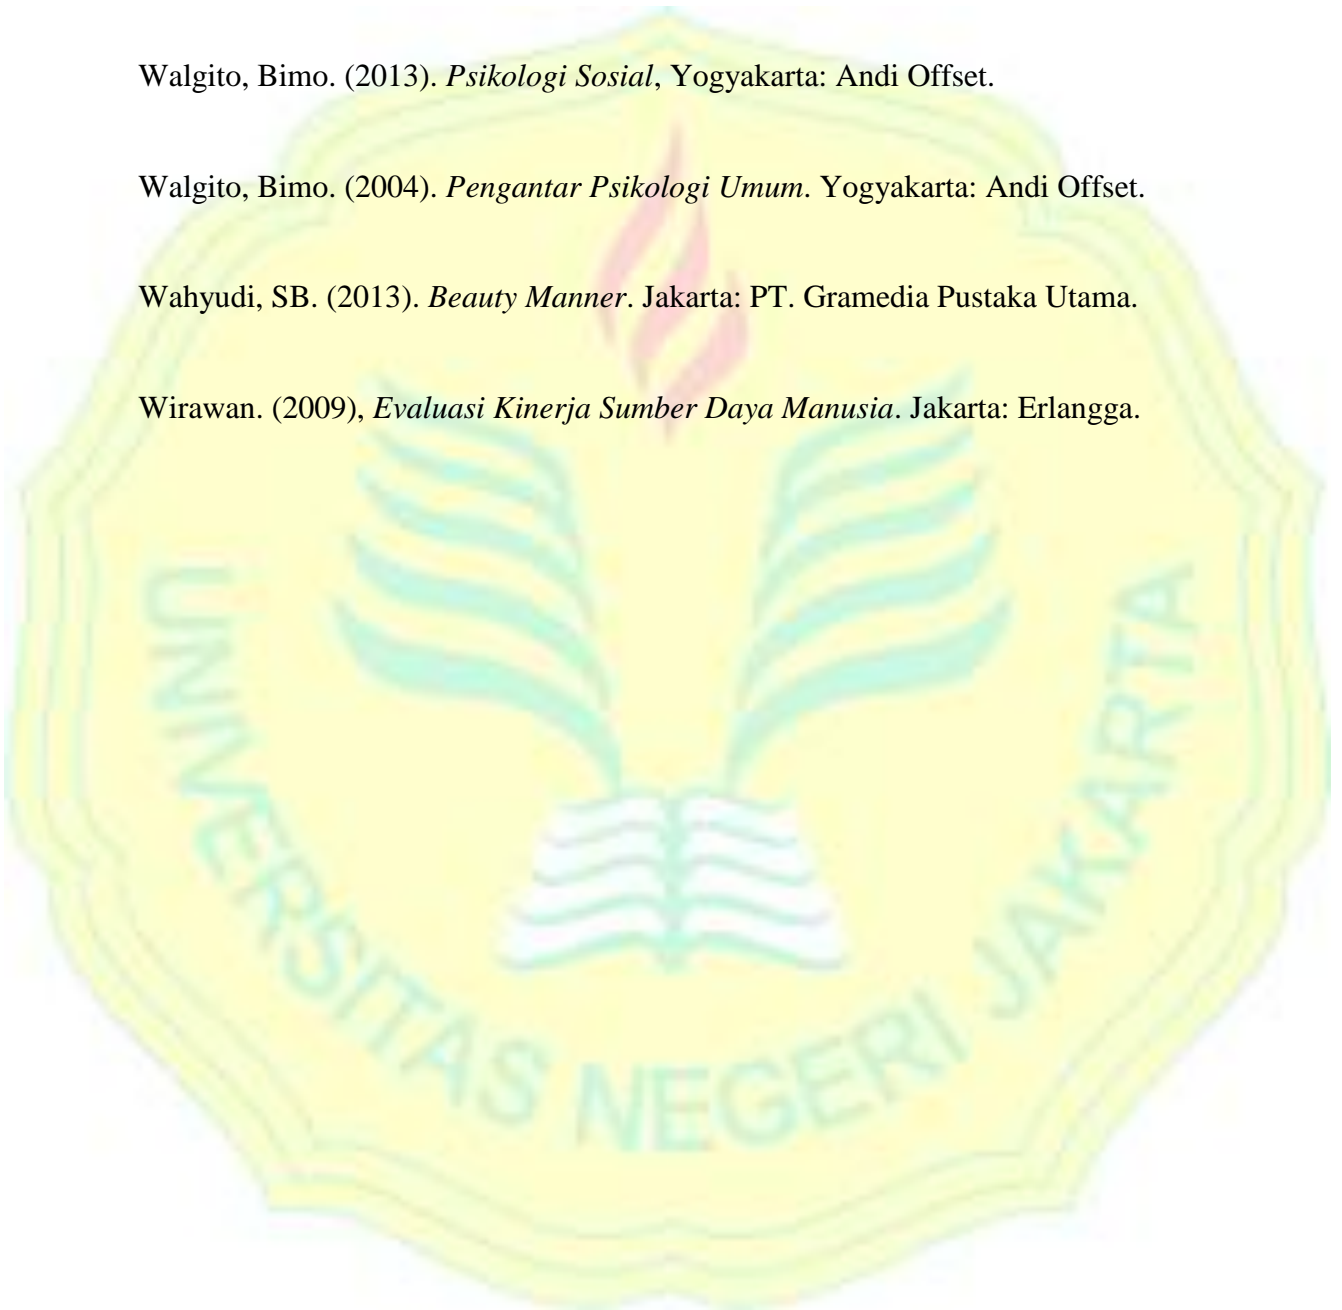 Walgito, Bimo. (2013). Psikologi Sosial, Yogyakarta: Andi Offset.
Walgito, Bimo. (2004). Pengantar Psikologi Umum. Yogyakarta: Andi Offset.
Wahyudi, SB. (2013). Beauty Manner. Jakarta: PT. Gramedia Pustaka Utama.
Wirawan. (2009), Evaluasi Kinerja Sumber Daya Manusia. Jakarta: Erlangga.
UNIVERSITAS NEGERI JAKARTA